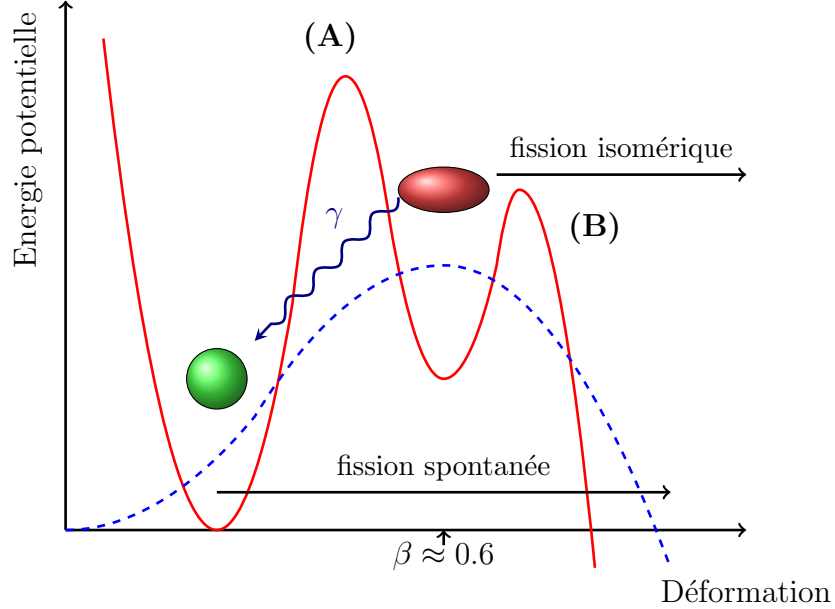 Energie potentielle
(A)
fission isomérique
γ
(B)
fission spontanée
β ≈ 0.6
Déformation